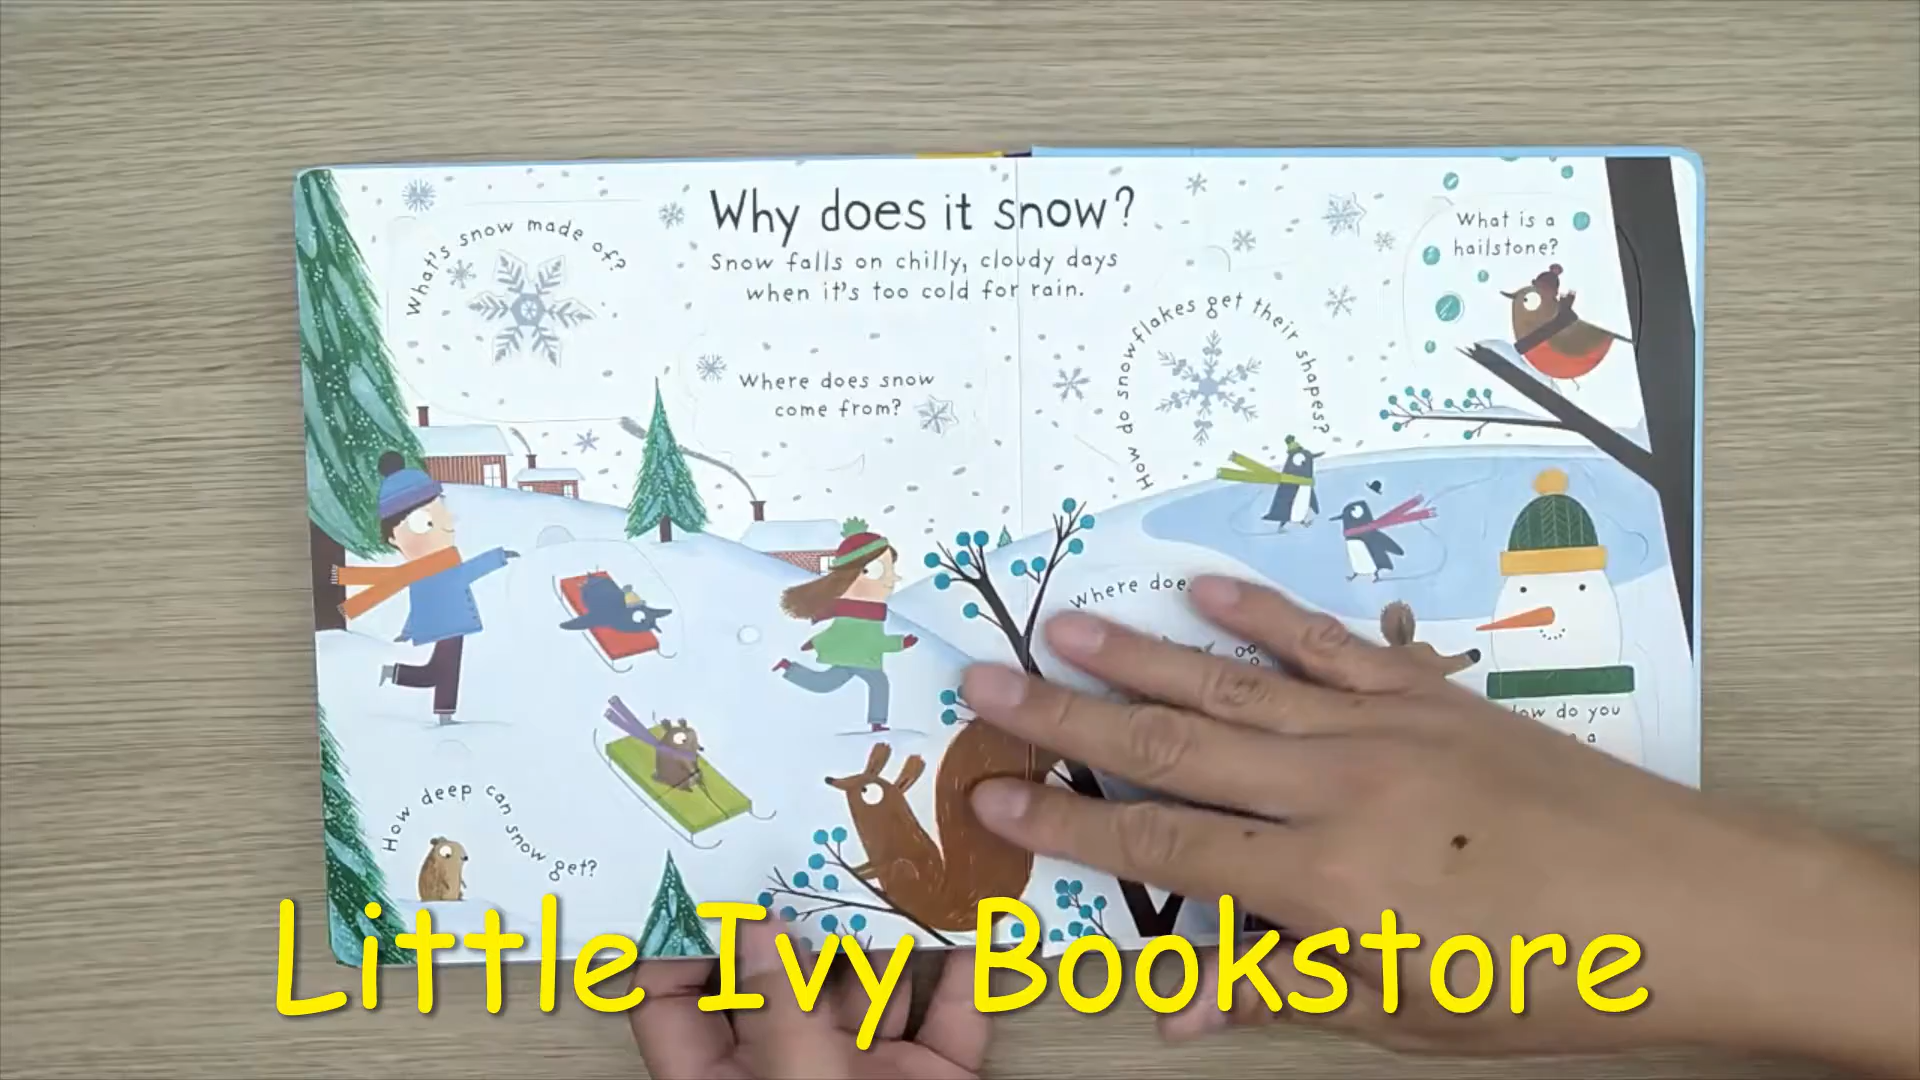 Why does it snow?
Snow falls on chilly, cloudy days
when it's too cold for rain.
What's snow made of?
Where does snow
come from?
How do snowflakes get their shapes?
What is a
hailstone?
Where
do you
a
How deep can snow get?
Little Ivy Bookstore